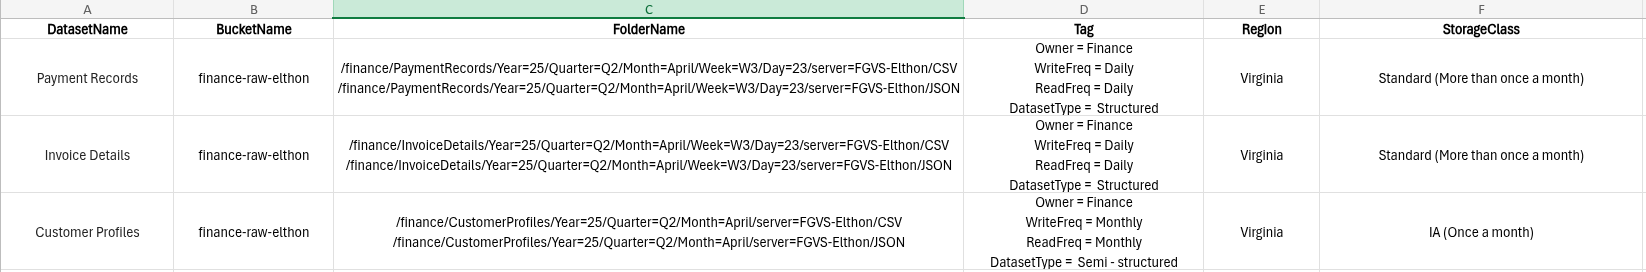 A B C D E F
DatasetName BucketName FolderName Tag Region StorageClass
Payment Records finance-raw-elthon /finance/PaymentRecords/Year=25/Quarter=Q2/Month=April/Week=W3/Day=23/server=FGVS-Elthon/CSV
/finance/PaymentRecords/Year=25/Quarter=Q2/Month=April/Week=W3/Day=23/server=FGVS-Elthon/JSON
Owner = Finance
WriteFreq = Daily
ReadFreq = Daily
DatasetType = Structured
Virginia Standard (More than once a month)
Invoice Details finance-raw-elthon /finance/InvoiceDetails/Year=25/Quarter=Q2/Month=April/Week=W3/Day=23/server=FGVS-Elthon/CSV
/finance/InvoiceDetails/Year=25/Quarter=Q2/Month=April/Week=W3/Day=23/server=FGVS-Elthon/JSON
Owner = Finance
WriteFreq = Daily
ReadFreq = Daily
DatasetType = Structured
Virginia Standard (More than once a month)
Customer Profiles finance-raw-elthon /finance/CustomerProfiles/Year=25/Quarter=Q2/Month=April/server=FGVS-Elthon/CSV
/finance/CustomerProfiles/Year=25/Quarter=Q2/Month=April/server=FGVS-Elthon/JSON
Owner = Finance
WriteFreq = Monthly
ReadFreq = Monthly
DatasetType = Semi - structured
Virginia IA (Once a month)